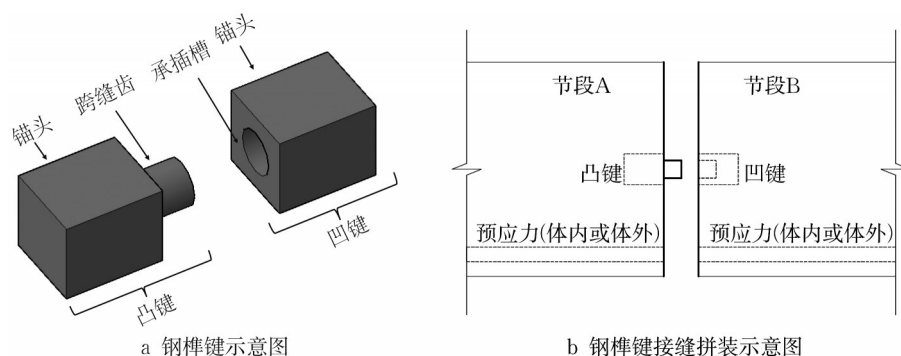 锚头
跨缝齿
承插槽
锚头
凹键
凸键
a 钢榫键示意图
节段A
节段B
凸键
凹键
预应力(体内或体外)
预应力(体内或体外)
b 钢榫键接缝拼装示意图